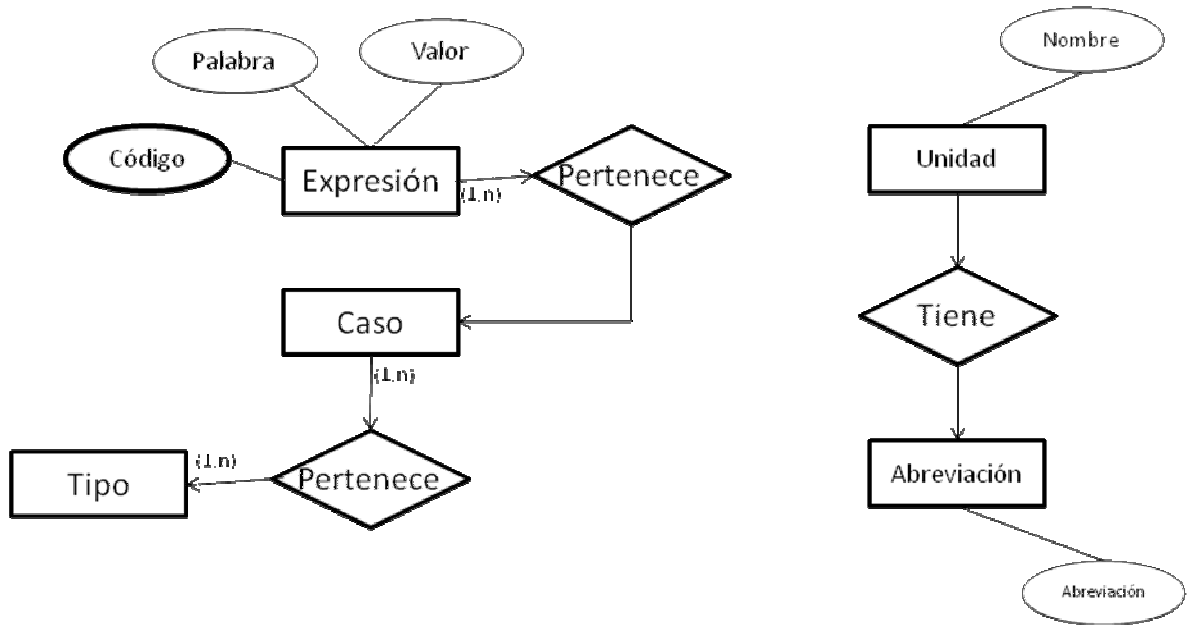 Nombre
Palabra
Valor
Código
Expresión
(1.n)
Pertenece
Unidad
Caso
(1.n)
Tiene
Tipo
(1.n)
Pertenece
Abreviación
Abreviación